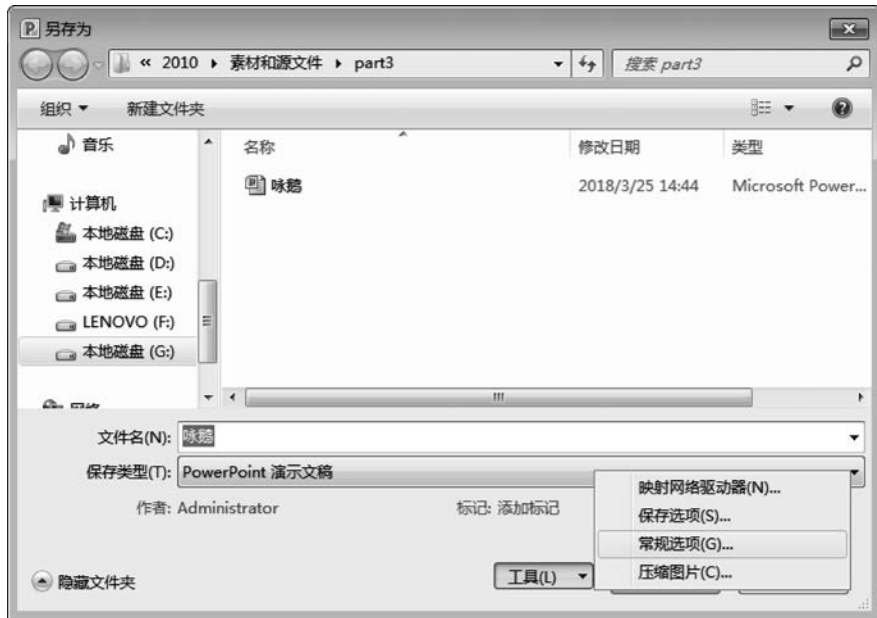 另存为
« 2010 ▸ 素材和源文件 ▸ part3
搜索 part3
组织 ▼ 新建文件夹
音乐
计算机
本地磁盘 (C:)
本地磁盘 (D:)
本地磁盘 (E:)
LENOVO (F:)
本地磁盘 (G:)
网络
名称 修改日期 类型
咏鹅 2018/3/25 14:44 Microsoft Power...
文件名(N): 咏鹅
保存类型(T): PowerPoint 演示文稿
作者: Administrator 标记: 添加标记
映射网络驱动器(N)...
保存选项(S)...
常规选项(G)...
压缩图片(C)...
隐藏文件夹 工具(L)